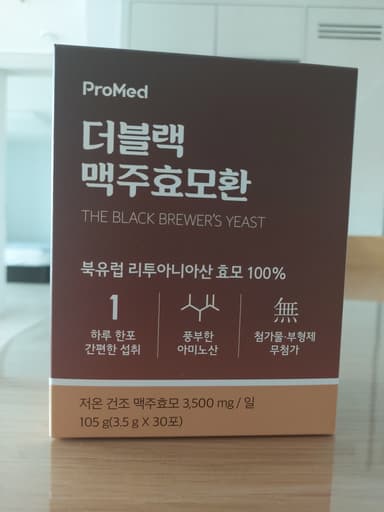 ProMed
더블랙
맥주효모환
THE BLACK BREWER'S YEAST
북유럽 리투아니아산 효모 100%
1
하루 한포
간편한 섭취
풍부한
아미노산
無
첨가물·부형제
무첨가
저온 건조 맥주효모 3,500 mg / 일
105 g(3.5 g X 30포)